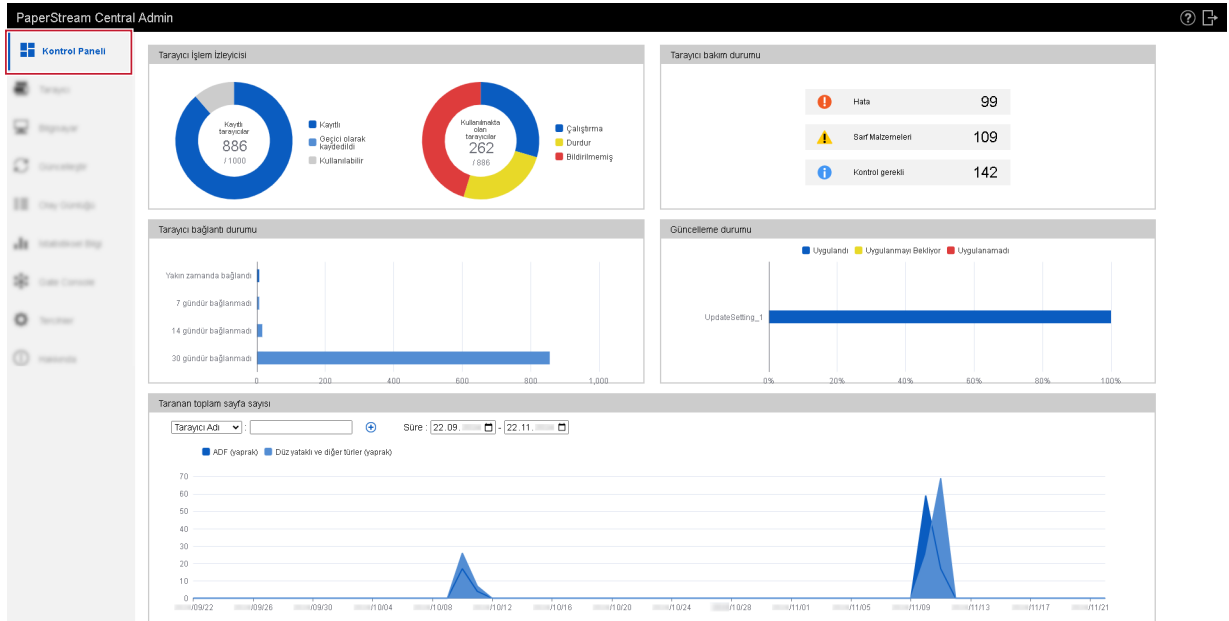 PaperStream Central Admin
Kontrol Paneli
Tarayıcı İşlem İzleyicisi
Kayıtlı
tarayıcılar
886
/ 1000
Kayıtlı
Geçici olarak
kaydedildi
Kullanılabilir
Kullanılmakta
olan
tarayıcılar
262
/ 886
Çalıştırma
Durdur
Bildirilmemiş
Tarayıcı bakım durumu
Hata 99
Sarf Malzemeleri 109
Kontrol gerekli 142
Tarayıcı bağlantı durumu
Yakın zamanda bağlandı
7 gündür bağlanmadı
14 gündür bağlanmadı
30 gündür bağlanmadı
0 200 400 600 800 1,000
Güncelleme durumu
Uygulandı Uygulanmayı Bekliyor Uygulanamadı
UpdateSetting_1
0% 20% 40% 60% 80% 100%
Taranan toplam sayfa sayısı
Tarayıcı Adı : Süre : 22.09. - 22.11.
ADF (yaprak) Düz yataklı ve diğer türler (yaprak)
70
60
50
40
30
20
10
0
/09/22 /09/26 /09/30 /10/04 /10/08 /10/12 /10/16 /10/20 /10/24 /10/28 /11/01 /11/05 /11/09 /11/13 /11/17 /11/21